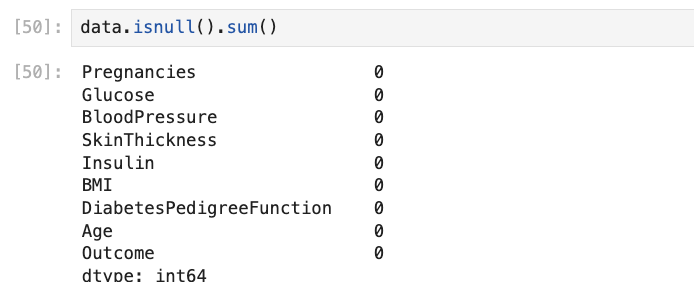 [50]: data.isnull().sum()
[50]: Pregnancies 0
Glucose 0
BloodPressure 0
SkinThickness 0
Insulin 0
BMI 0
DiabetesPedigreeFunction 0
Age 0
Outcome 0
dtype: int64